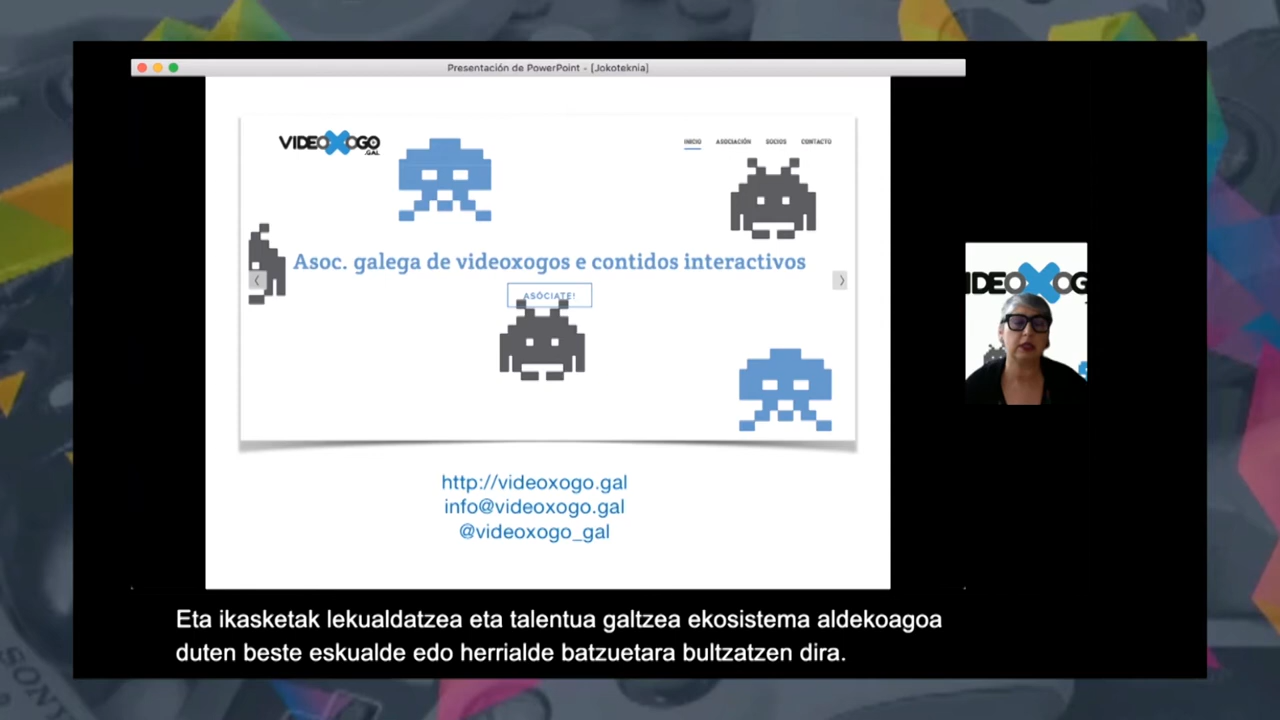 Presentación de PowerPoint - [Jokoteknia]
VIDEOXOGO
.GAL
INICIO ASOCIACIÓN SOCIOS CONTACTO
Asoc. galega de videoxogos e contidos interactivos
ASÓCIATE!
http://videoxogo.gal
info@videoxogo.gal
@videoxogo_gal
IDEOXOG
Eta ikasketak lekualdatzea eta talentua galtzea ekosistema aldekoagoa
duten beste eskualde edo herrialde batzuetara bultzatzen dira.
SONY